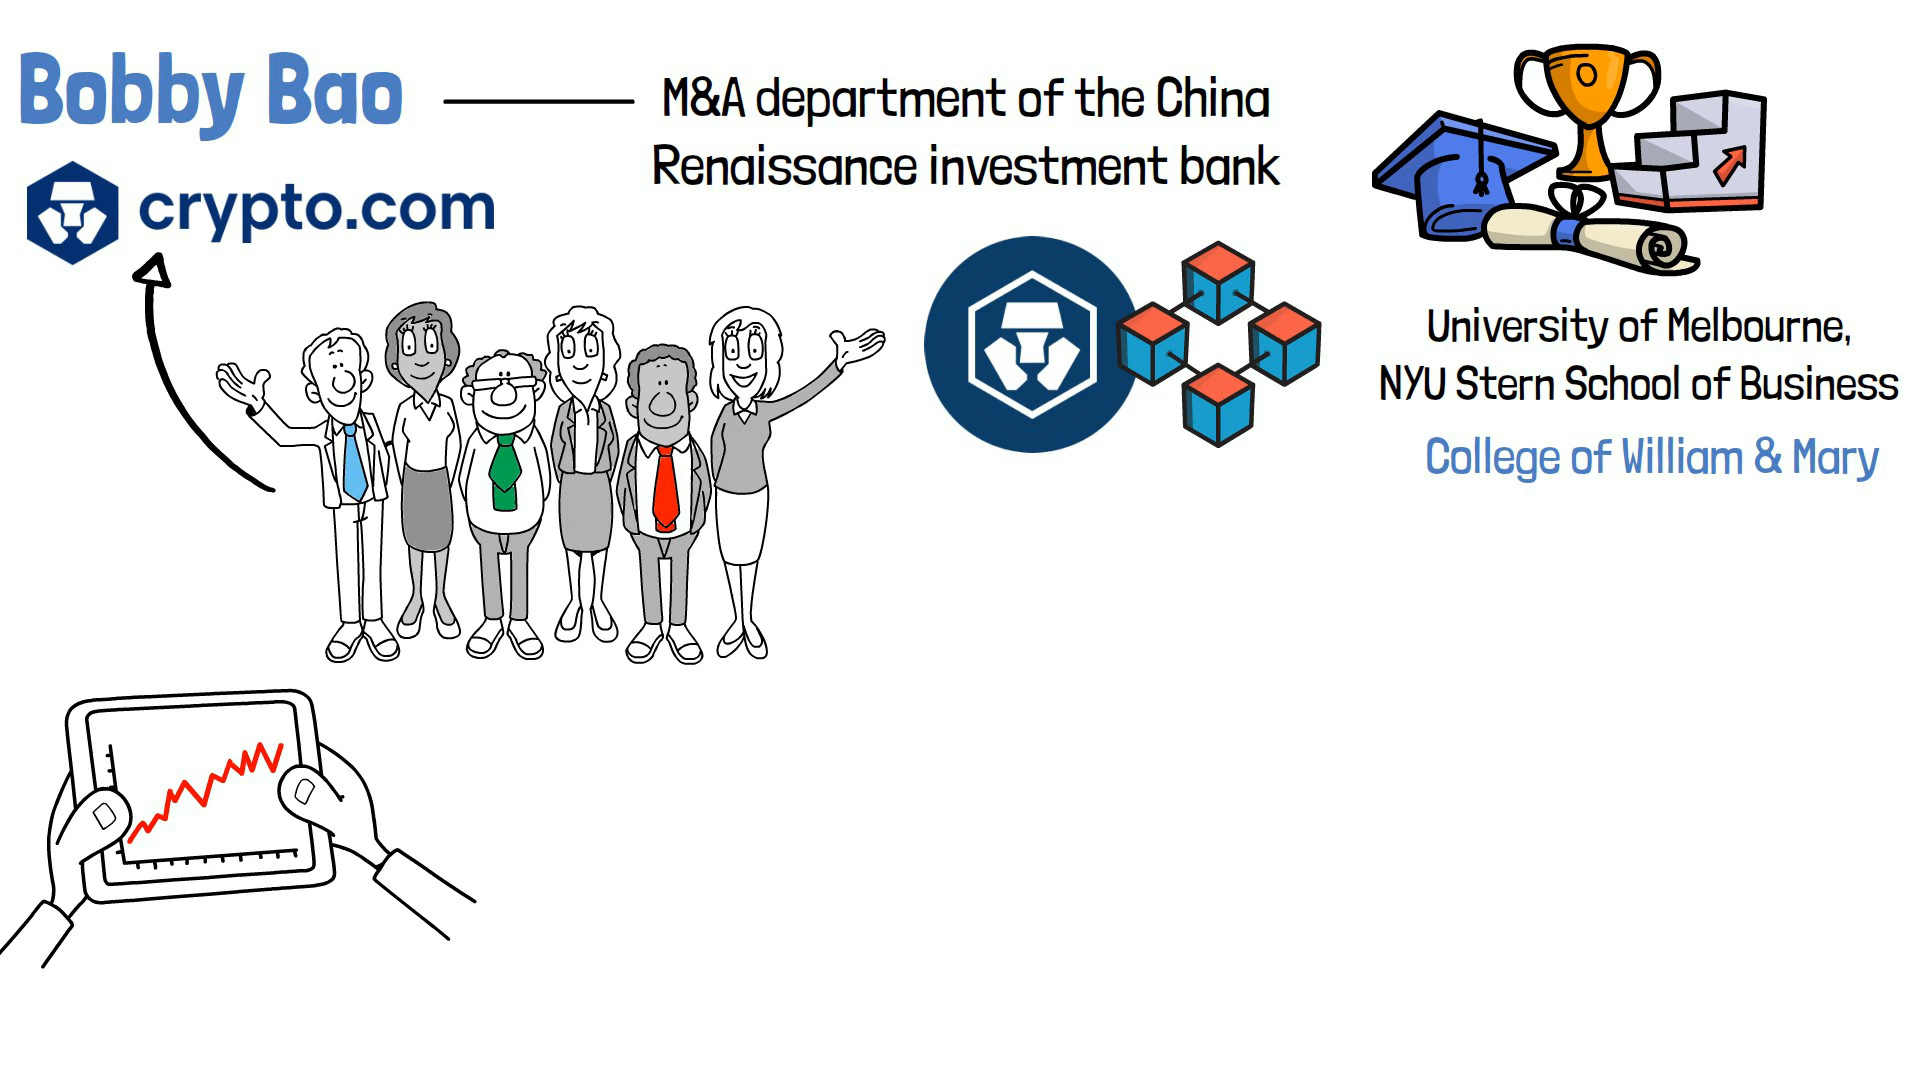 Bobby Bao
M&A department of the China
Renaissance investment bank
crypto.com
University of Melbourne,
NYU Stern School of Business
College of William & Mary